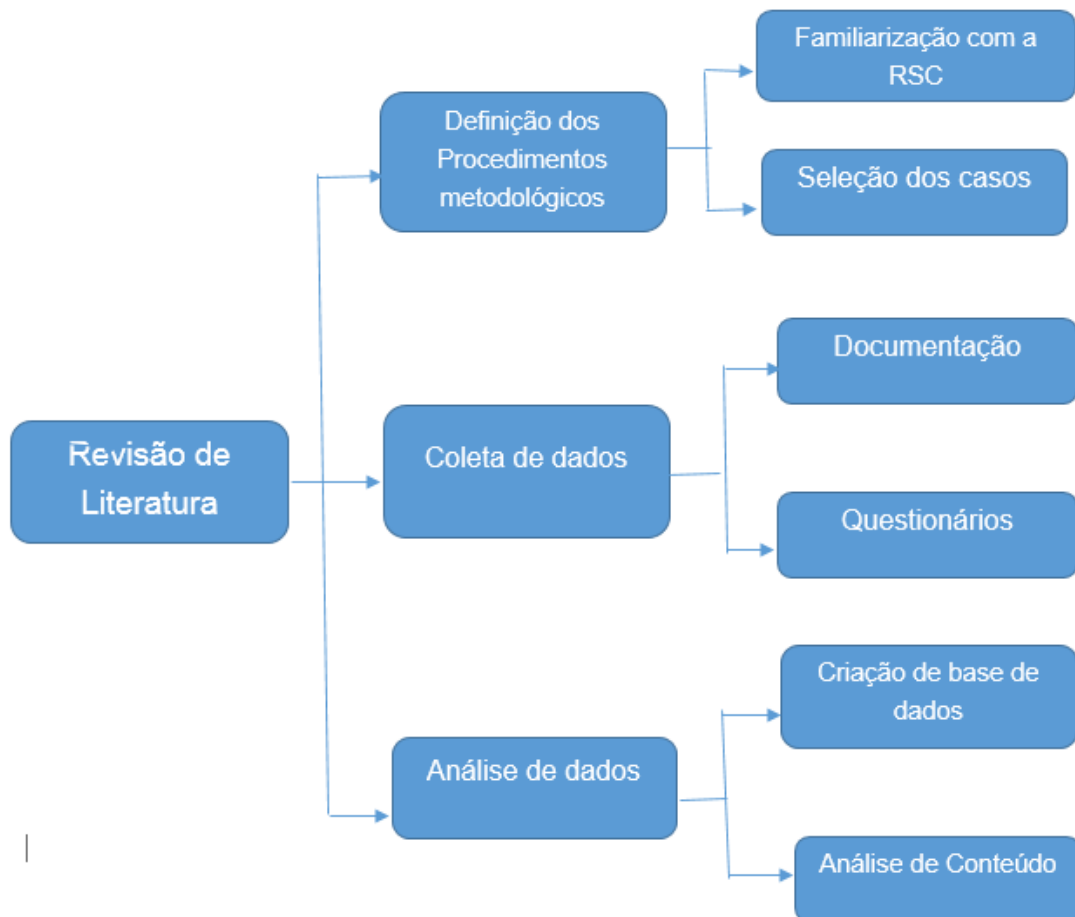 Familiarização com a
RSC
Definição dos
Procedimentos
metodológicos
Seleção dos casos
Documentação
Revisão de
Literatura
Coleta de dados
Questionários
Criação de base de
dados
Análise de dados
Análise de Conteúdo